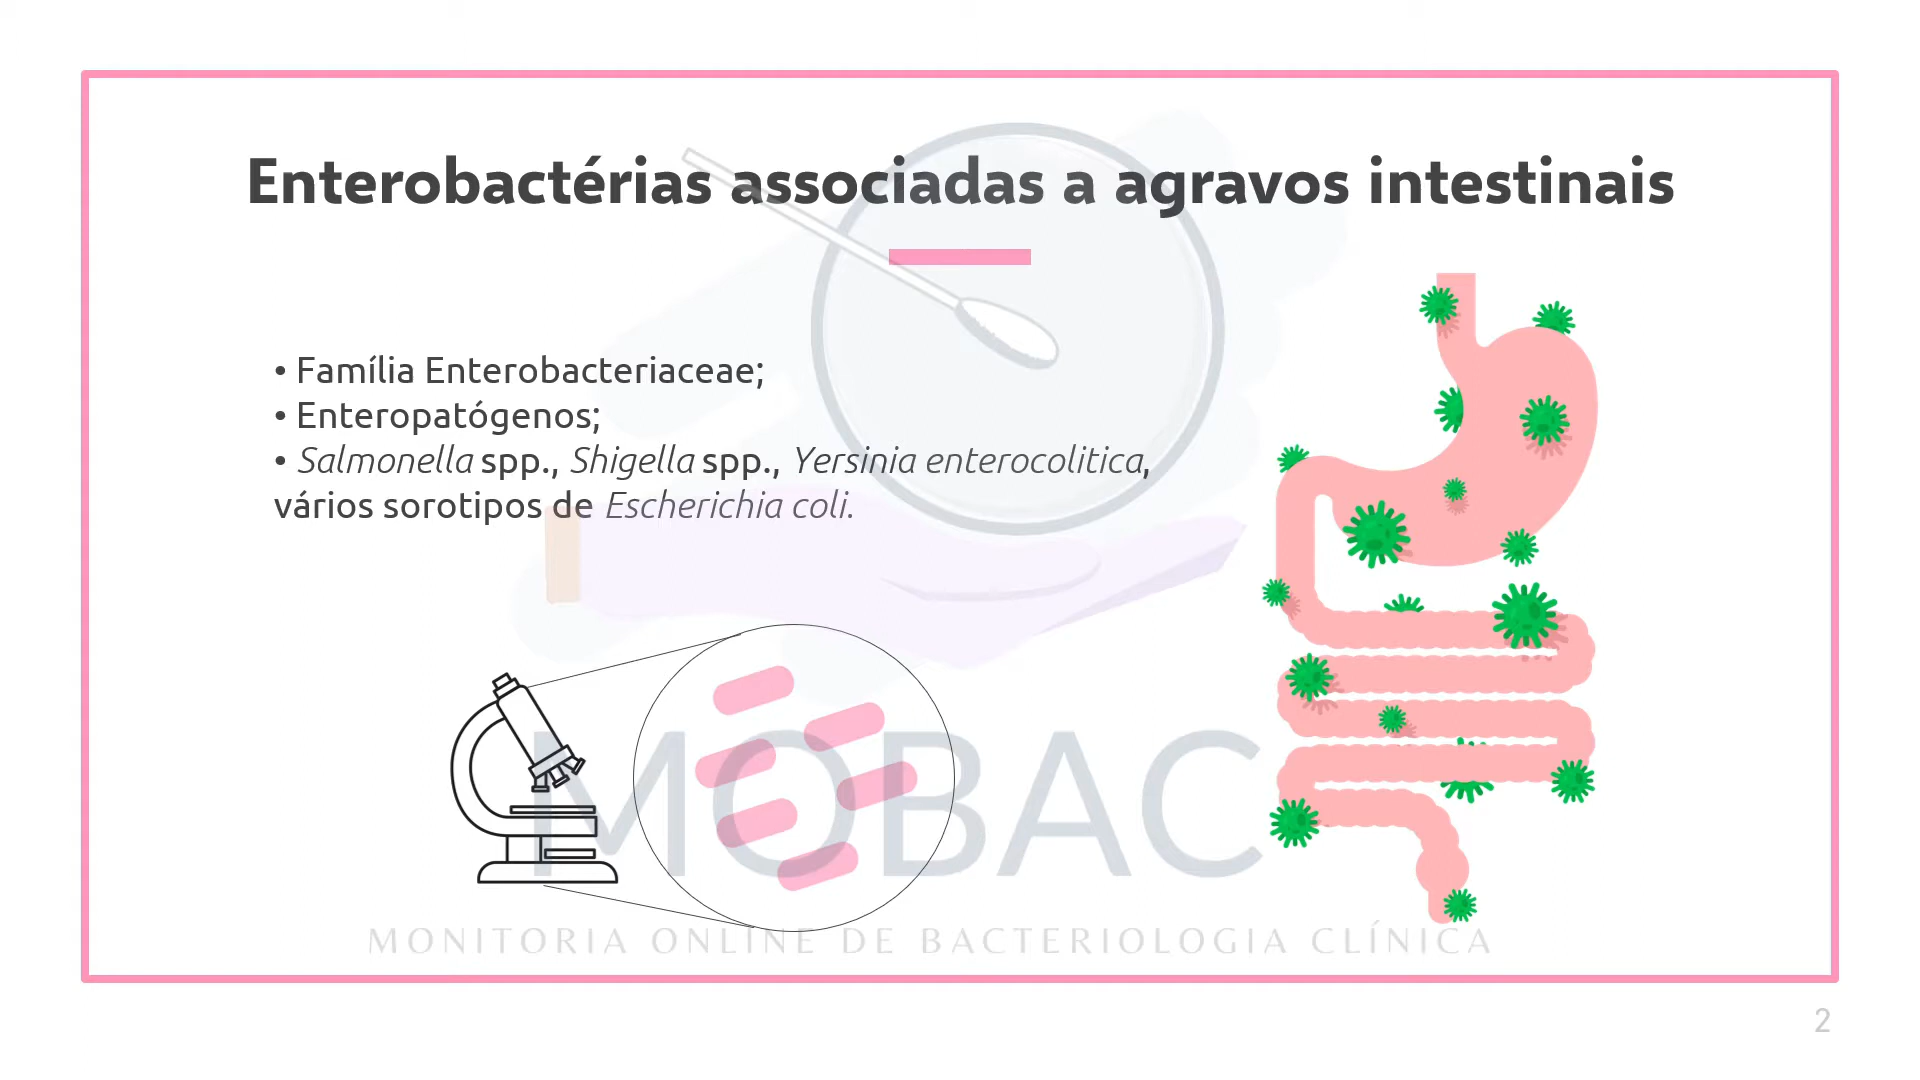 Enterobactérias associadas a agravos intestinais
• Família Enterobacteriaceae;
• Enteropatógenos;
• Salmonella spp., Shigella spp., Yersinia enterocolitica,
vários sorotipos de Escherichia coli.
MOBAC
MONITORIA ONLINE DE BACTERIOLOGIA CLÍNICA
2